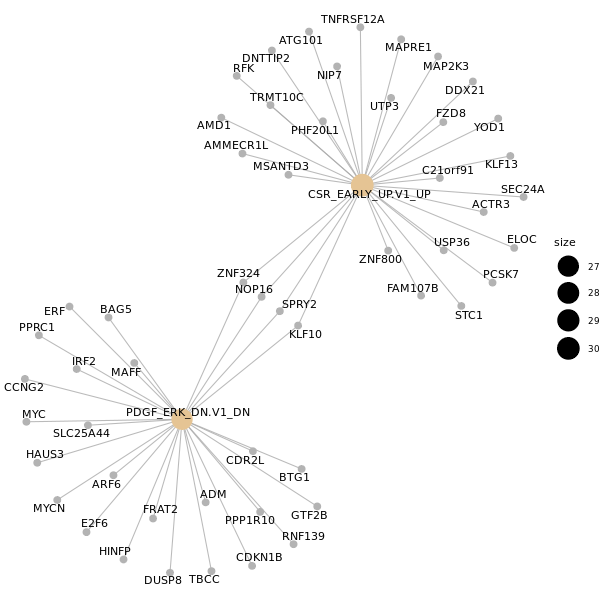 TNFRSF12A
ATG101
MAPRE1
DNTTIP2
MAP2K3
RFK
NIP7
DDX21
TRMT10C
UTP3
FZD8
AMD1
PHF20L1
YOD1
AMMECR1L
KLF13
MSANTD3
C21orf91
CSR_EARLY_UP.V1_UP
SEC24A
ACTR3
USP36
ELOC
size
ZNF800
27
ZNF324
PCSK7
NOP16
FAM107B
28
SPRY2
STC1
ERF
BAG5
29
PPRC1
KLF10
30
IRF2
MAFF
CCNG2
MYC
PDGF_ERK_DN.V1_DN
SLC25A44
HAUS3
CDR2L
BTG1
ARF6
ADM
MYCN
FRAT2
GTF2B
E2F6
PPP1R10
RNF139
HINFP
CDKN1B
DUSP8
TBCC